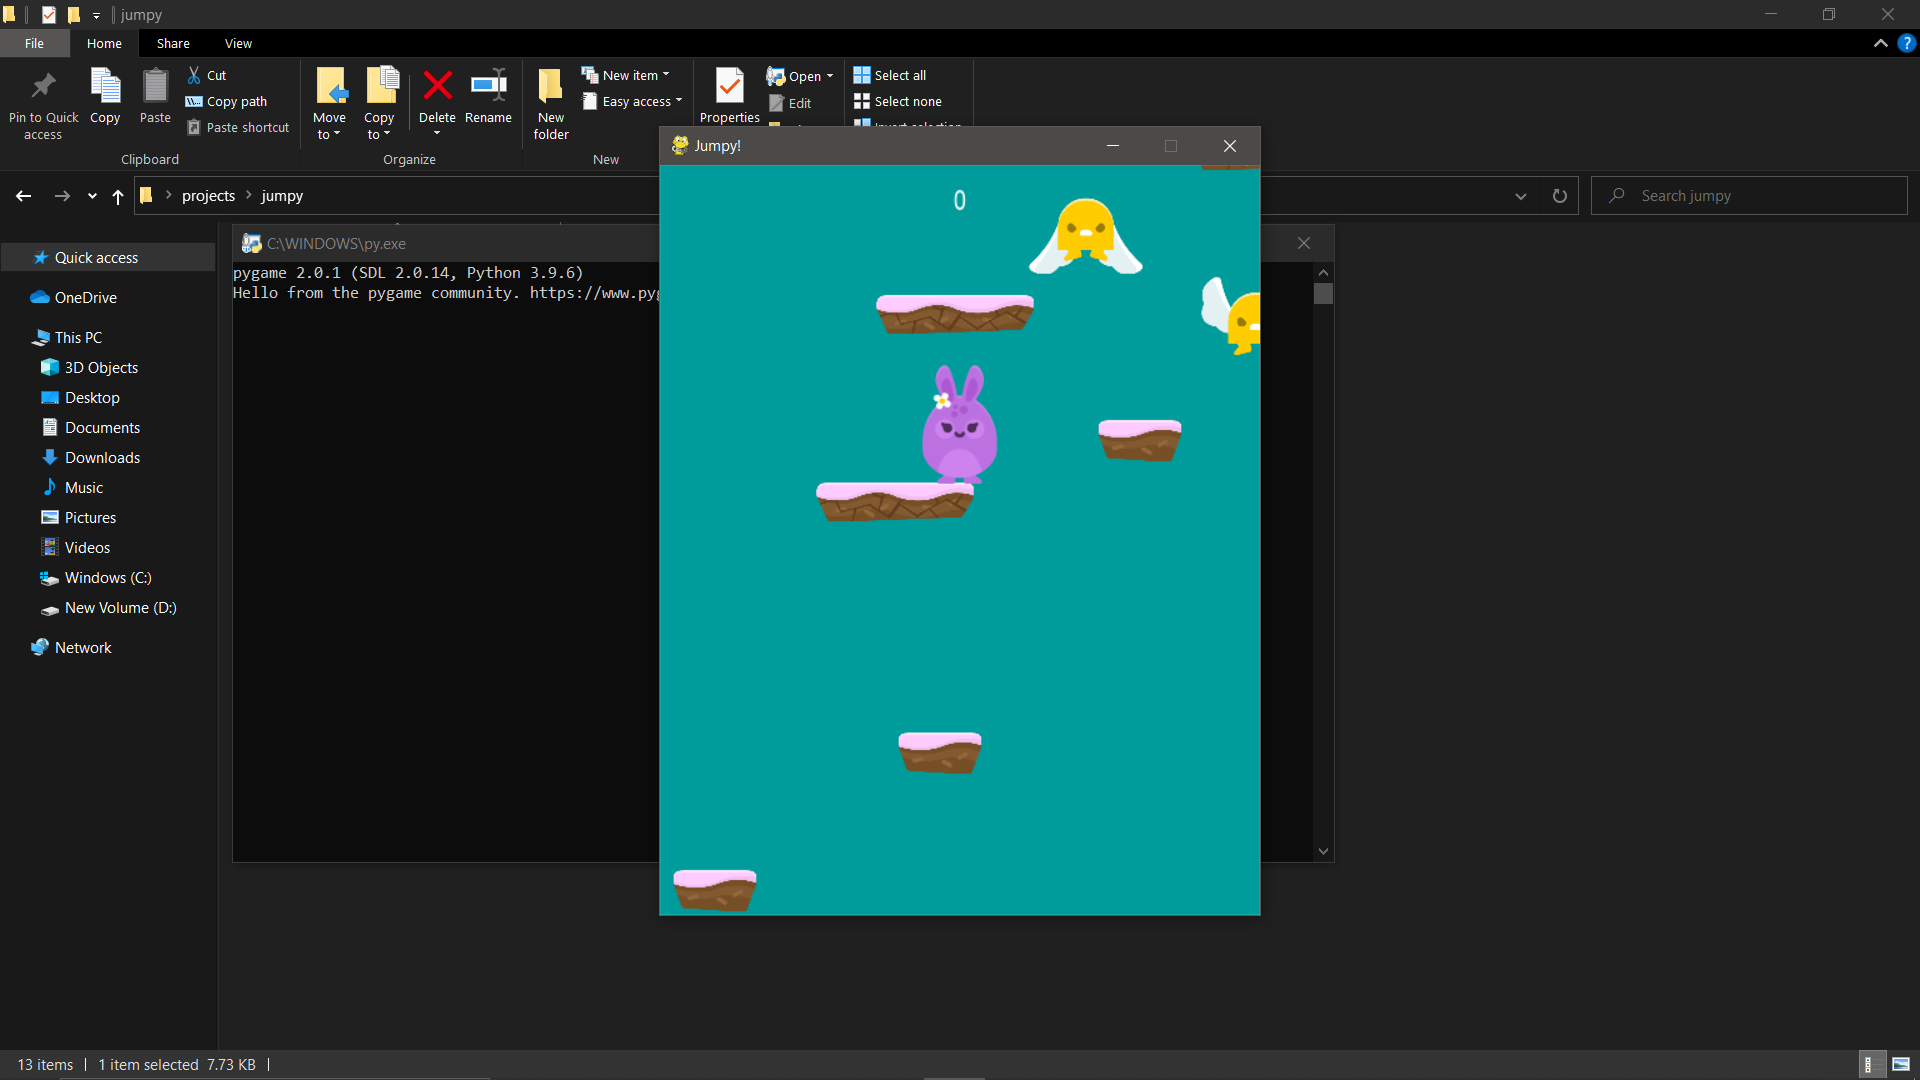 jumpy
File Home Share View
Pin to Quick access
Copy
Paste
Cut
Copy path
Paste shortcut
Clipboard
Move to
Copy to
Delete
Rename
Organize
New folder
New item
Easy access
New
Properties
Open
Edit
Select all
Select none
Invert selection
projects jumpy
Search jumpy
Quick access
OneDrive
This PC
3D Objects
Desktop
Documents
Downloads
Music
Pictures
Videos
Windows (C:)
New Volume (D:)
Network
C:\WINDOWS\py.exe
pygame 2.0.1 (SDL 2.0.14, Python 3.9.6)
Hello from the pygame community. https://www.pyg
Jumpy!
0
13 items 1 item selected 7.73 KB